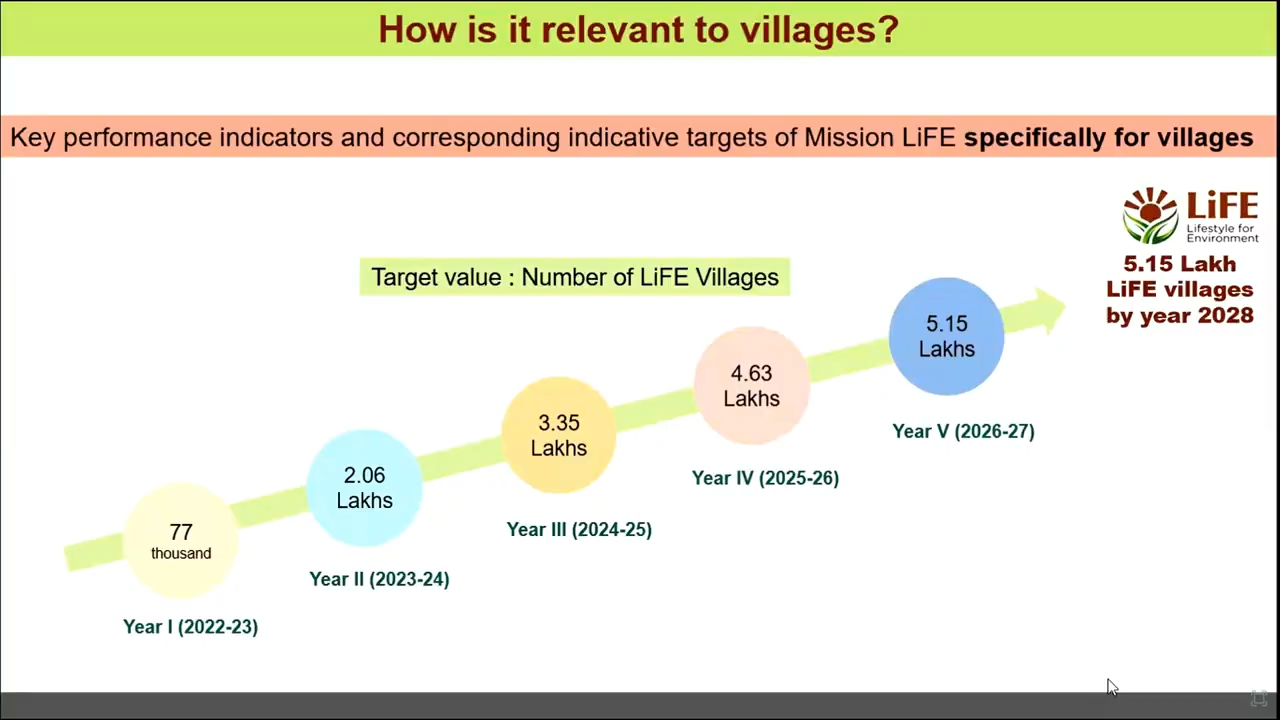 How is it relevant to villages?
Key performance indicators and corresponding indicative targets of Mission LiFE specifically for villages
LiFE
Lifestyle for
Environment
5.15 Lakh
LiFE villages
by year 2028
Target value : Number of LiFE Villages
77
thousand
Year I (2022-23)
2.06
Lakhs
Year II (2023-24)
3.35
Lakhs
Year III (2024-25)
4.63
Lakhs
Year IV (2025-26)
5.15
Lakhs
Year V (2026-27)